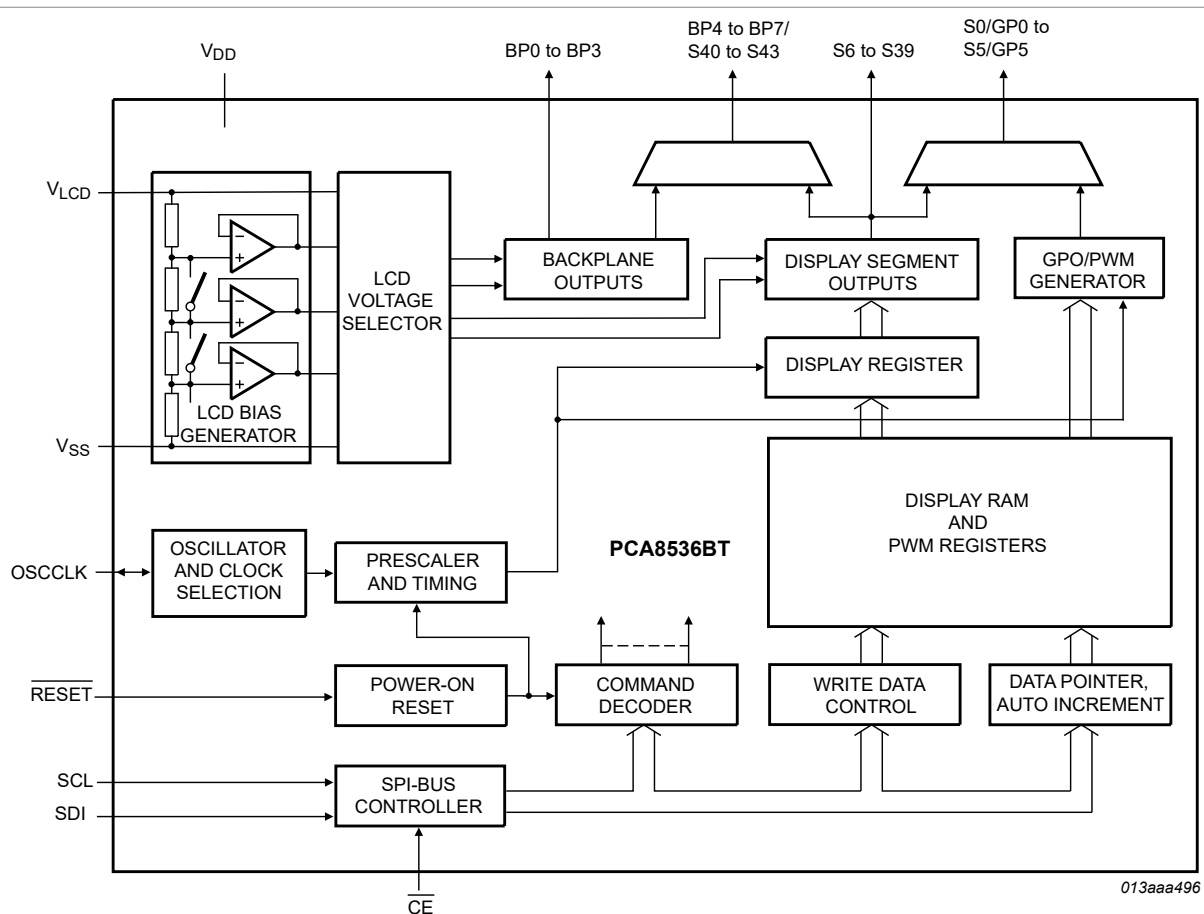 BP4 to BP7/
S40 to S43
S0/GP0 to
S5/GP5
VDD
BP0 to BP3
S6 to S39
VLCD
LCD
VOLTAGE
SELECTOR
BACKPLANE
OUTPUTS
DISPLAY SEGMENT
OUTPUTS
GPO/PWM
GENERATOR
−
+
−
+
−
+
DISPLAY REGISTER
LCD BIAS
GENERATOR
VSS
DISPLAY RAM
AND
PWM REGISTERS
PCA8536BT
OSCCLK
OSCILLATOR
AND CLOCK
SELECTION
PRESCALER
AND TIMING
RESET
POWER-ON
RESET
COMMAND
DECODER
WRITE DATA
CONTROL
DATA POINTER,
AUTO INCREMENT
SCL
SDI
SPI-BUS
CONTROLLER
CE
013aaa496